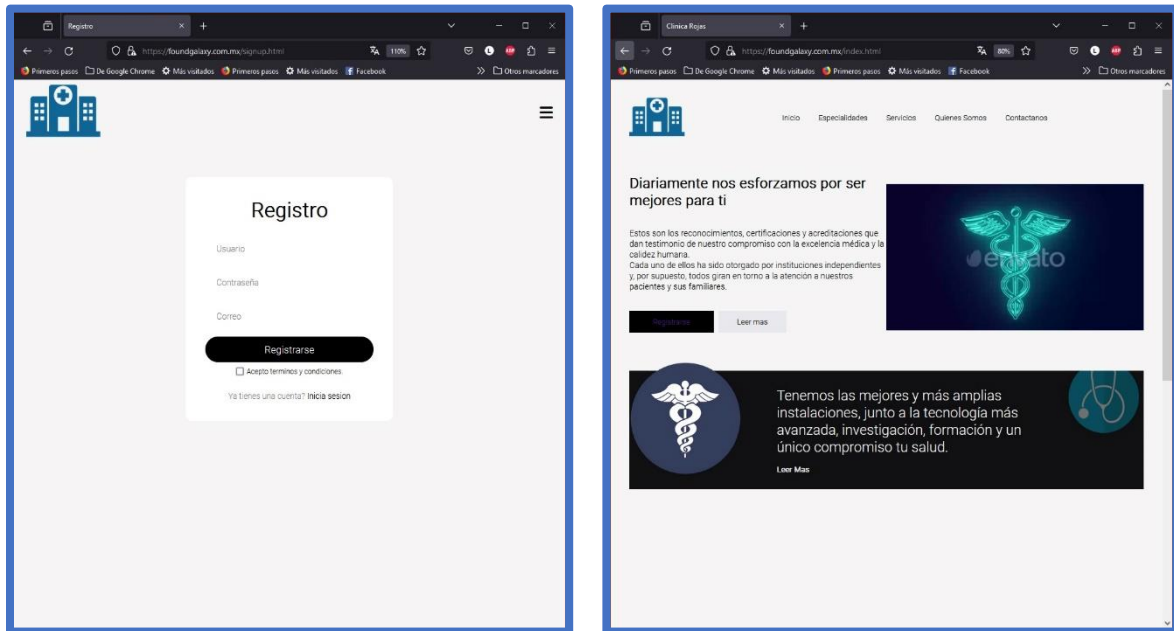 Registro
https://foundgalaxy.com.mx/signup.html
110%
Primeros pasos De Google Chrome Más visitados Primeros pasos Más visitados Facebook Otros marcadores
Registro
Usuario
Contraseña
Correo
Registrarse
Acepto terminos y condiciones.
Ya tienes una cuenta? Inicia sesion
Clinica Rojas
https://foundgalaxy.com.mx/index.html
80%
Primeros pasos De Google Chrome Más visitados Primeros pasos Más visitados Facebook Otros marcadores
Inicio Especialidades Servicios Quienes Somos Contactanos
Diariamente nos esforzamos por ser
mejores para ti
Estos son los reconocimientos, certificaciones y acreditaciones que
dan testimonio de nuestro compromiso con la excelencia médica y la
calidez humana.
Cada uno de ellos ha sido otorgado por instituciones independientes
y, por supuesto, todos giran en torno a la atención a nuestros
pacientes y sus familiares.
envato
Registrarse Leer mas
Tenemos las mejores y más amplias
instalaciones, junto a la tecnología más
avanzada, investigación, formación y un
único compromiso tu salud.
Leer Mas